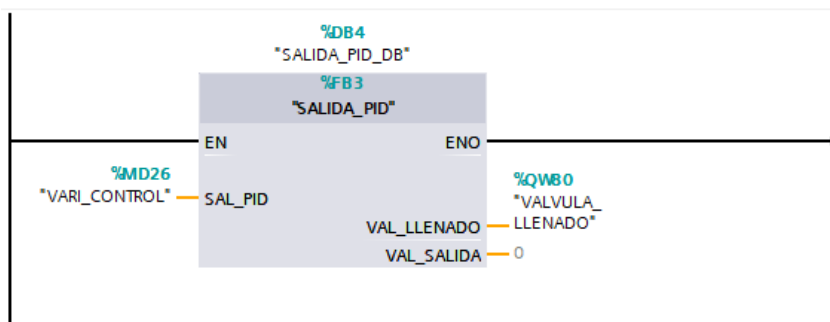 %DB4
"SALIDA_PID_DB"
%FB3
"SALIDA_PID"
EN
ENO
%MD26
"VARI_CONTROL"
SAL_PID
%QW80
"VALVULA_
LLENADO"
VAL_LLENADO
VAL_SALIDA
0